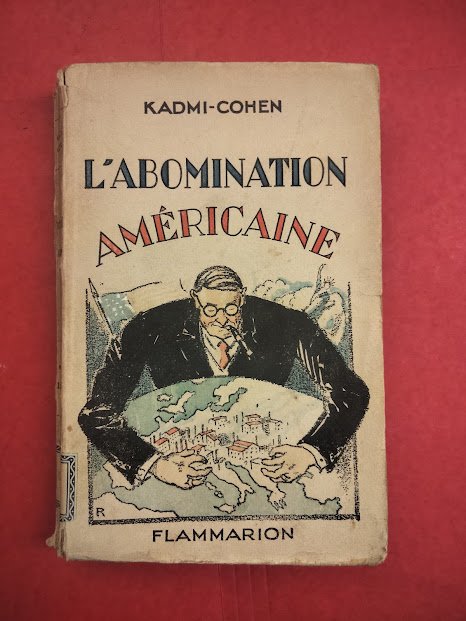 KADMI-COHEN
L'ABOMINATION
AMÉRICAINE
R
FLAMMARION